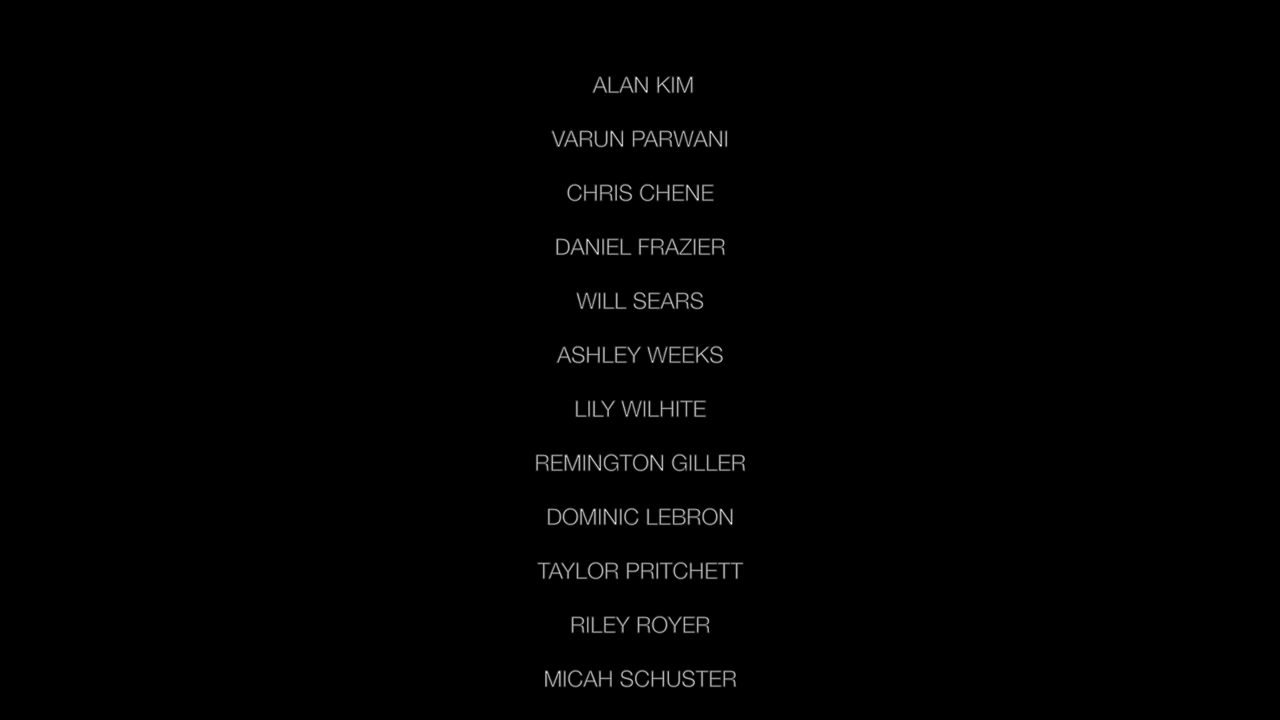 ALAN KIM
VARUN PARWANI
CHRIS CHENE
DANIEL FRAZIER
WILL SEARS
ASHLEY WEEKS
LILY WILHITE
REMINGTON GILLER
DOMINIC LEBRON
TAYLOR PRITCHETT
RILEY ROYER
MICAH SCHUSTER